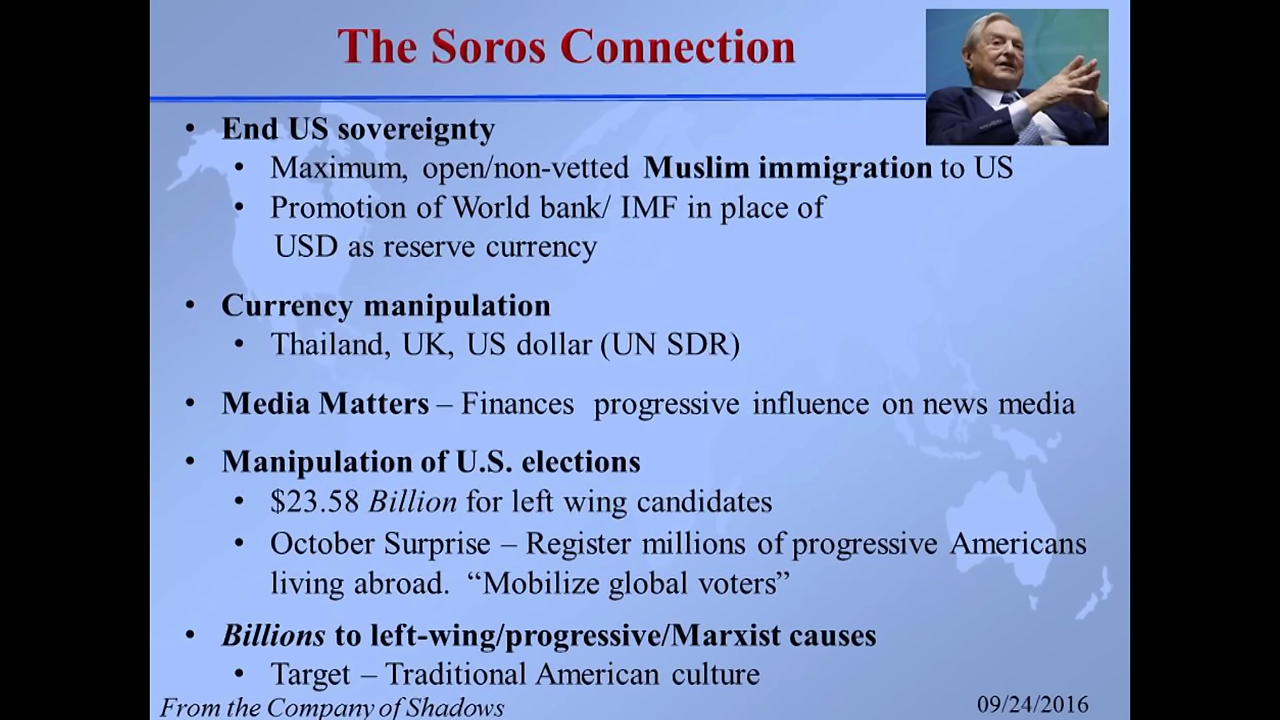 The Soros Connection
• End US sovereignty
• Maximum, open/non-vetted Muslim immigration to US
• Promotion of World bank/ IMF in place of
USD as reserve currency
• Currency manipulation
• Thailand, UK, US dollar (UN SDR)
• Media Matters – Finances progressive influence on news media
• Manipulation of U.S. elections
• $23.58 Billion for left wing candidates
• October Surprise – Register millions of progressive Americans
living abroad. “Mobilize global voters”
• Billions to left-wing/progressive/Marxist causes
• Target – Traditional American culture
From the Company of Shadows
09/24/2016